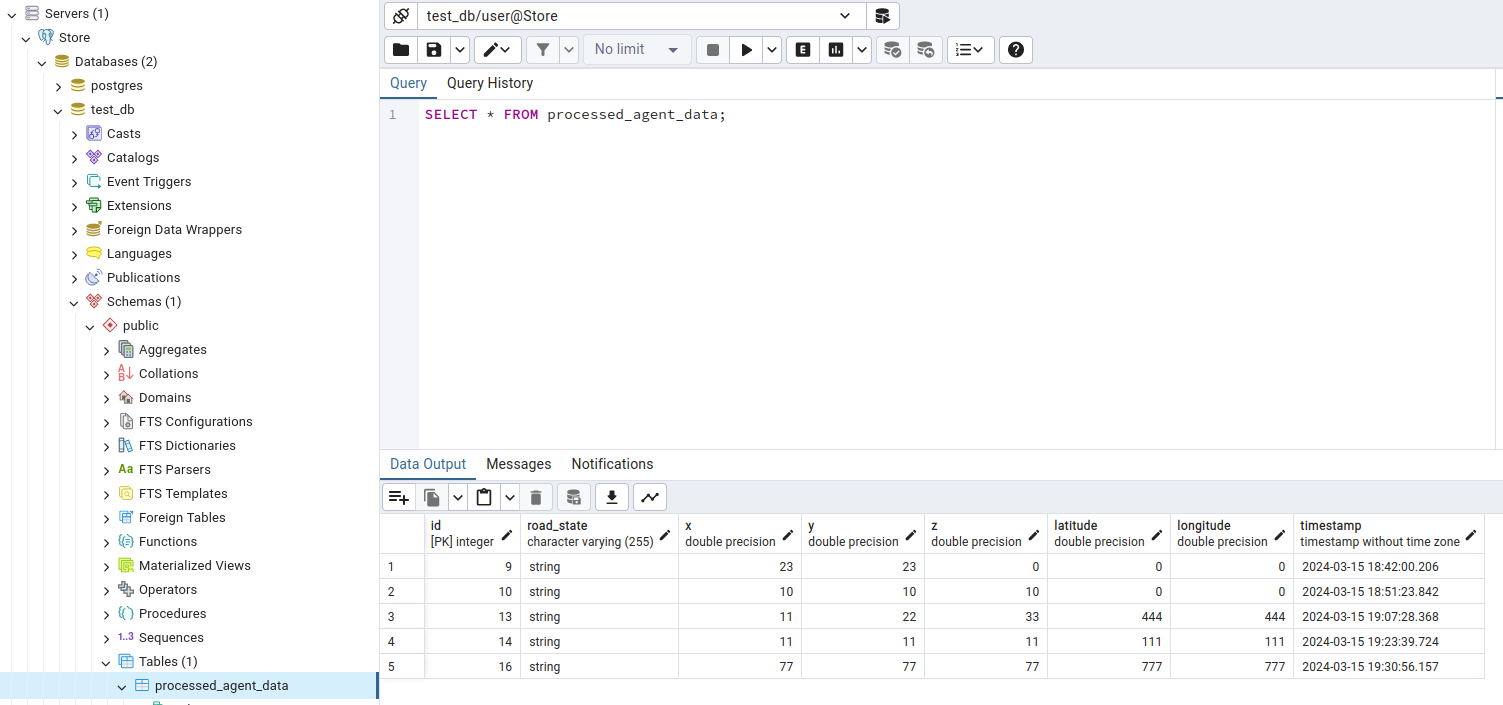 Servers (1)
Store
Databases (2)
postgres
test_db
Casts
Catalogs
Event Triggers
Extensions
Foreign Data Wrappers
Languages
Publications
Schemas (1)
public
Aggregates
Collations
Domains
FTS Configurations
FTS Dictionaries
Aa FTS Parsers
FTS Templates
Foreign Tables
Functions
Materialized Views
Operators
Procedures
1..3 Sequences
Tables (1)
processed_agent_data
test_db/user@Store
No limit
E
Query Query History
1 SELECT * FROM processed_agent_data;
Data Output Messages Notifications
id road_state x y z latitude longitude timestamp
[PK] integer character varying (255) double precision double precision double precision double precision double precision timestamp without time zone
1 9 string 23 23 0 0 0 2024-03-15 18:42:00.206
2 10 string 10 10 10 0 0 2024-03-15 18:51:23.842
3 13 string 11 22 33 444 444 2024-03-15 19:07:28.368
4 14 string 11 11 11 111 111 2024-03-15 19:23:39.724
5 16 string 77 77 77 777 777 2024-03-15 19:30:56.157